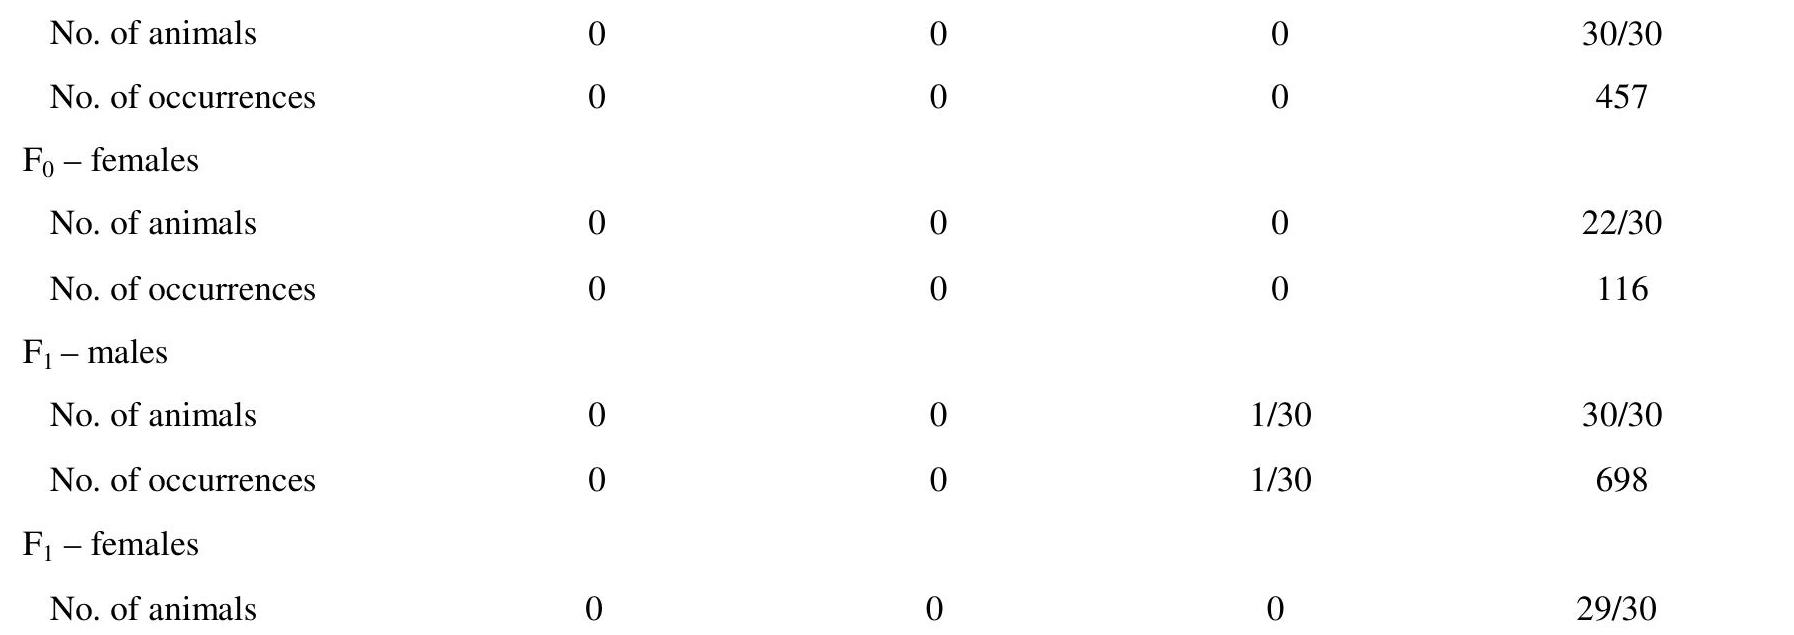 No. of animals 0 0 0 30/30
No. of occurrences 0 0 0 457
F₀ – females
No. of animals 0 0 0 22/30
No. of occurrences 0 0 0 116
F₁ – males
No. of animals 0 0 1/30 30/30
No. of occurrences 0 0 1/30 698
F₁ – females
No. of animals 0 0 0 29/30